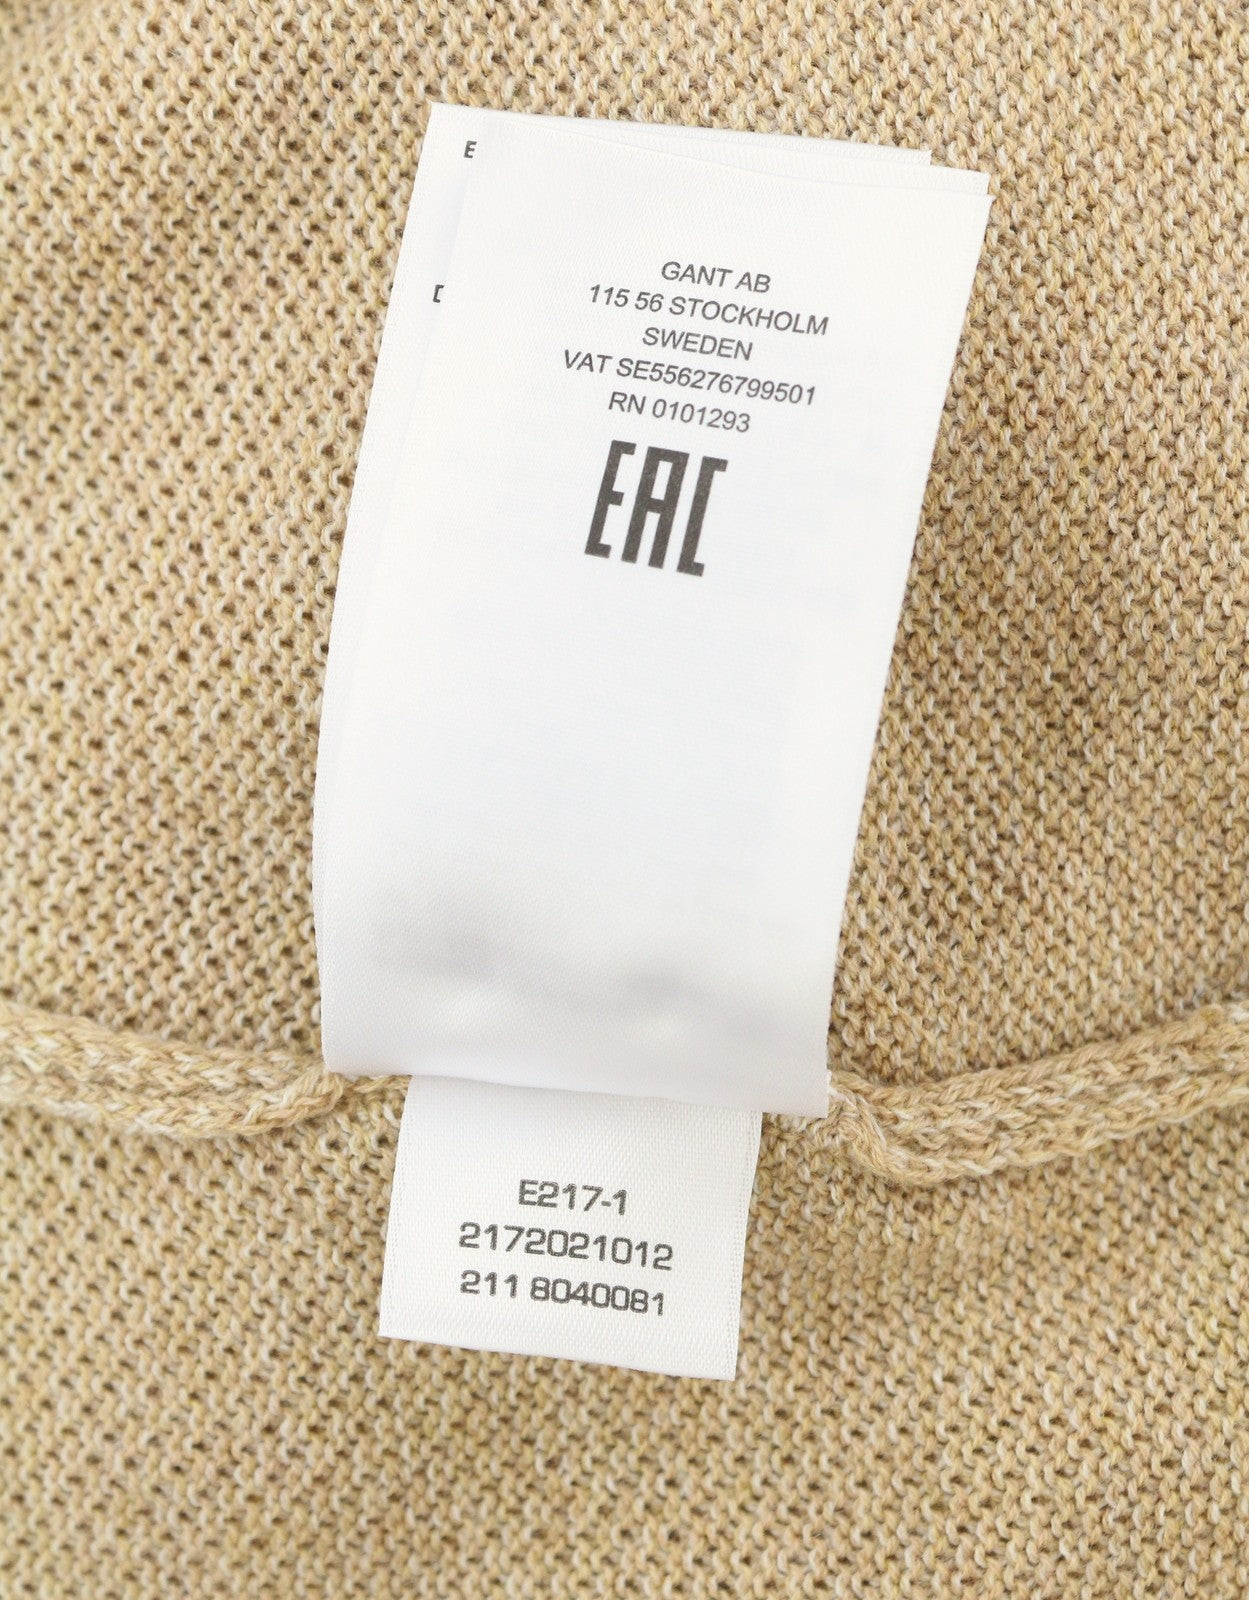 E
D
GANT AB
115 56 STOCKHOLM
SWEDEN
VAT SE556276799501
RN 0101293
EAC
E217-1
2172021012
211 8040081